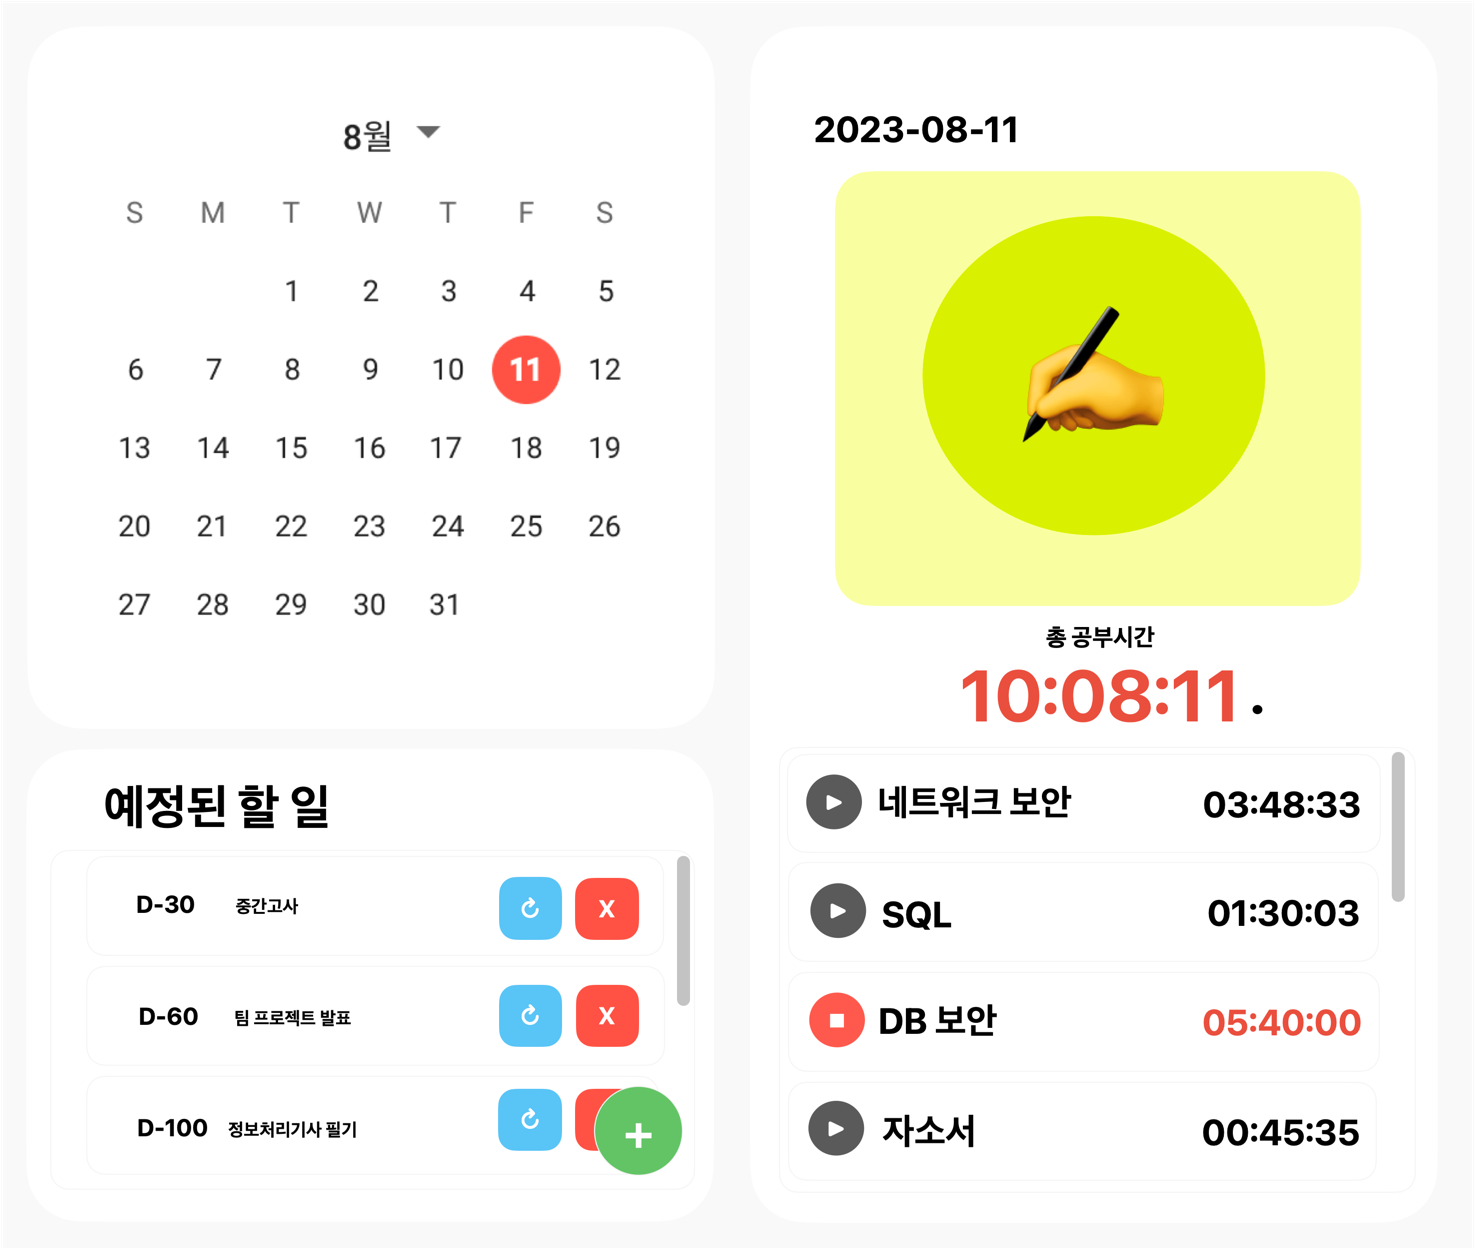 8월
S M T W T F S
1 2 3 4 5
6 7 8 9 10 11 12
13 14 15 16 17 18 19
20 21 22 23 24 25 26
27 28 29 30 31
예정된 할 일
D-30 중간고사 X
D-60 팀 프로젝트 발표 X
D-100 정보처리기사 필기
+
2023-08-11
총 공부시간
10:08:11 .
네트워크 보안 03:48:33
SQL 01:30:03
DB 보안 05:40:00
자소서 00:45:35